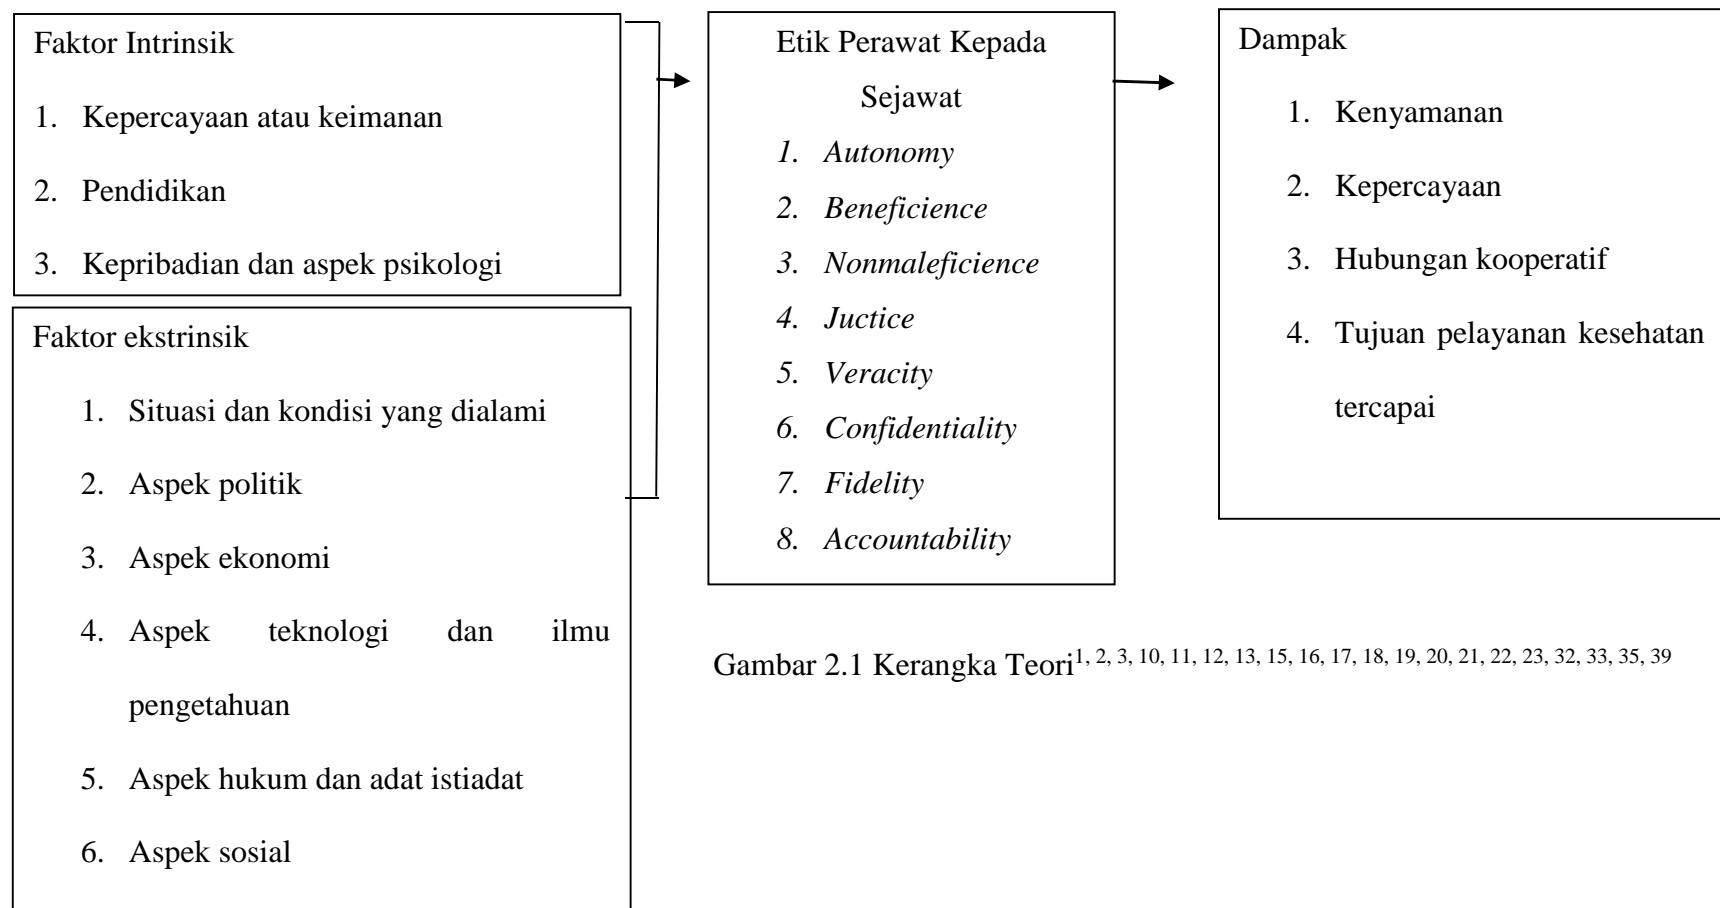 Faktor Intrinsik
1. Kepercayaan atau keimanan
2. Pendidikan
3. Kepribadian dan aspek psikologi
Faktor ekstrinsik
1. Situasi dan kondisi yang dialami
2. Aspek politik
3. Aspek ekonomi
4. Aspek teknologi dan ilmu
pengetahuan
5. Aspek hukum dan adat istiadat
6. Aspek sosial
Etik Perawat Kepada
Sejawat
1. Autonomy
2. Beneficience
3. Nonmaleficience
4. Juctice
5. Veracity
6. Confidentiality
7. Fidelity
8. Accountability
Dampak
1. Kenyamanan
2. Kepercayaan
3. Hubungan kooperatif
4. Tujuan pelayanan kesehatan
tercapai
Gambar 2.1 Kerangka Teori1, 2, 3, 10, 11, 12, 13, 15, 16, 17, 18, 19, 20, 21, 22, 23, 32, 33, 35, 39